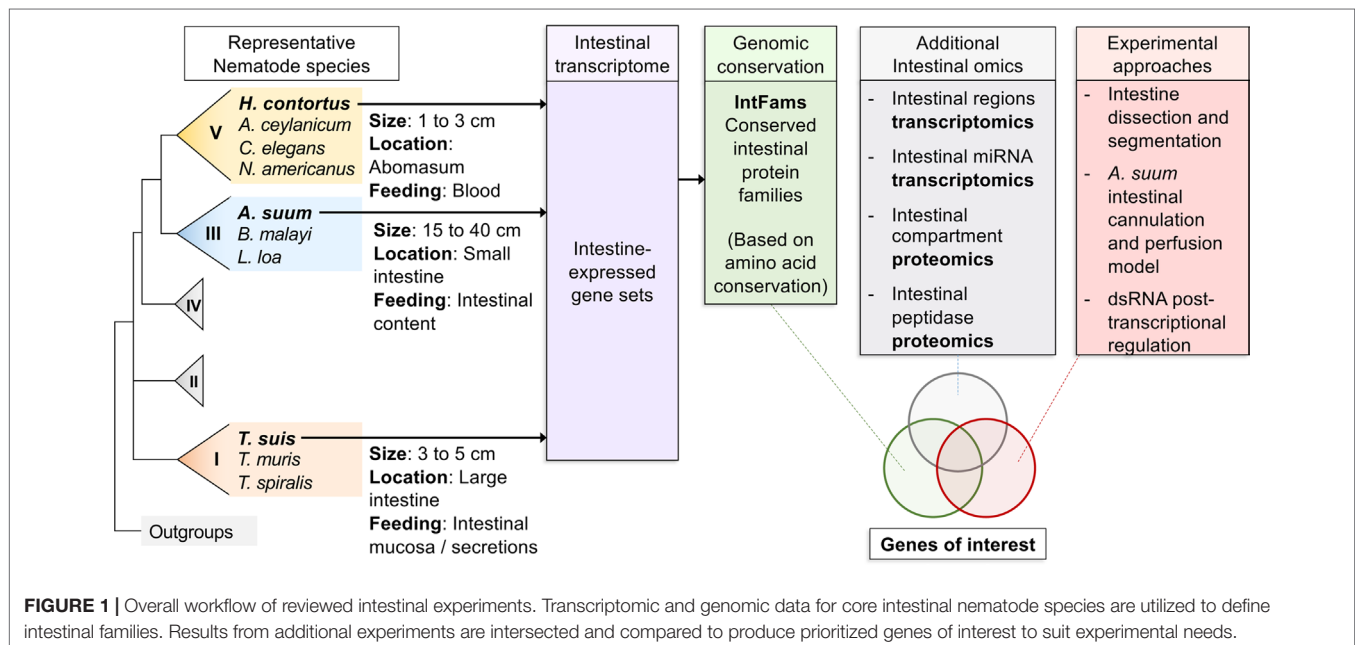 Representative
Nematode species
V
H. contortus
A. ceylanicum
C. elegans
N. americanus
Size: 1 to 3 cm
Location:
Abomasum
Feeding: Blood
III
A. suum
B. malayi
L. loa
Size: 15 to 40 cm
Location: Small
intestine
Feeding: Intestinal
content
IV
II
I
T. suis
T. muris
T. spiralis
Size: 3 to 5 cm
Location: Large
intestine
Feeding: Intestinal
mucosa / secretions
Outgroups
Intestinal
transcriptome
Intestine-
expressed
gene sets
Genomic
conservation
IntFams
Conserved
intestinal
protein
families
(Based on
amino acid
conservation)
Additional
Intestinal omics
- Intestinal regions
transcriptomics
- Intestinal miRNA
transcriptomics
- Intestinal
compartment
proteomics
- Intestinal
peptidase
proteomics
Experimental
approaches
- Intestine
dissection and
segmentation
- A. suum
intestinal
cannulation
and perfusion
model
- dsRNA post-
transcriptional
regulation
Genes of interest
FIGURE 1 | Overall workflow of reviewed intestinal experiments. Transcriptomic and genomic data for core intestinal nematode species are utilized to define
intestinal families. Results from additional experiments are intersected and compared to produce prioritized genes of interest to suit experimental needs.